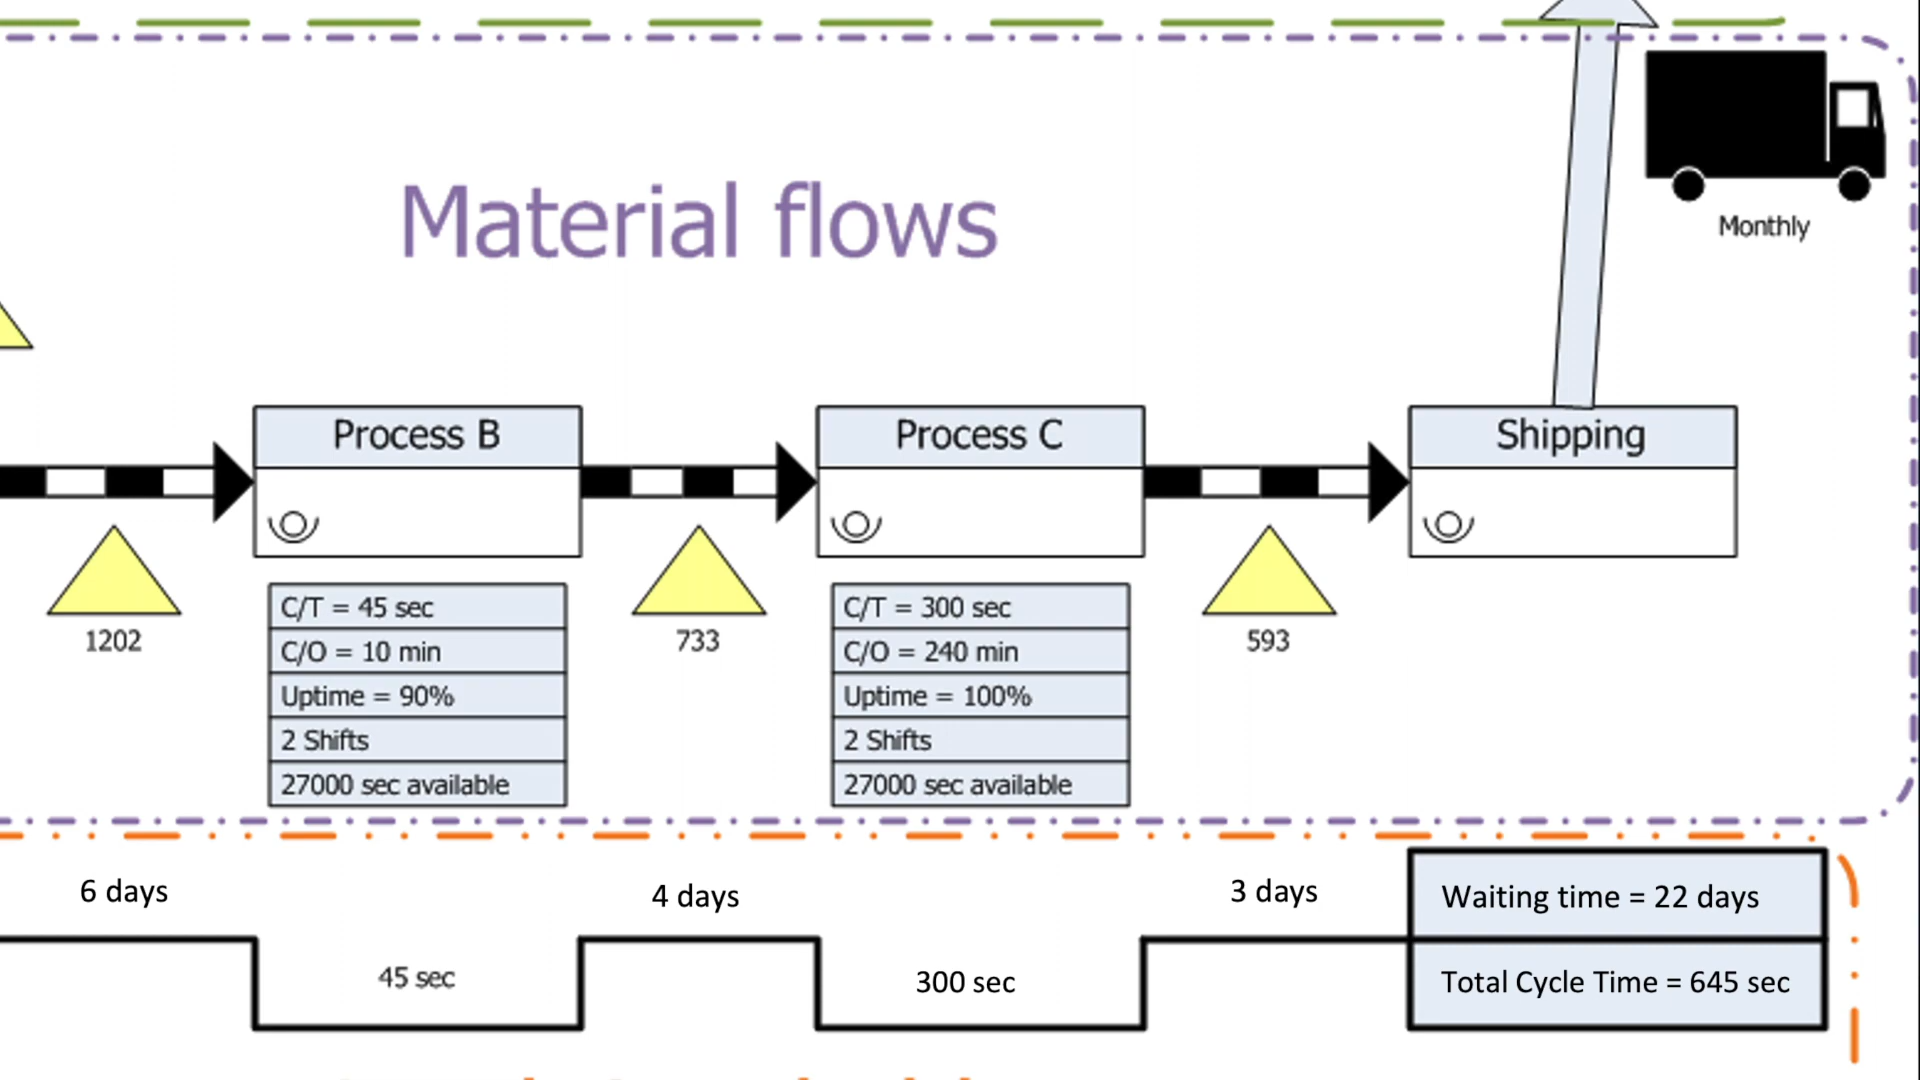 Monthly
Material flows
Process B
Process C
Shipping
1202
C/T = 45 sec
C/O = 10 min
Uptime = 90%
2 Shifts
27000 sec available
733
C/T = 300 sec
C/O = 240 min
Uptime = 100%
2 Shifts
27000 sec available
593
6 days
4 days
3 days
Waiting time = 22 days
45 sec
300 sec
Total Cycle Time = 645 sec